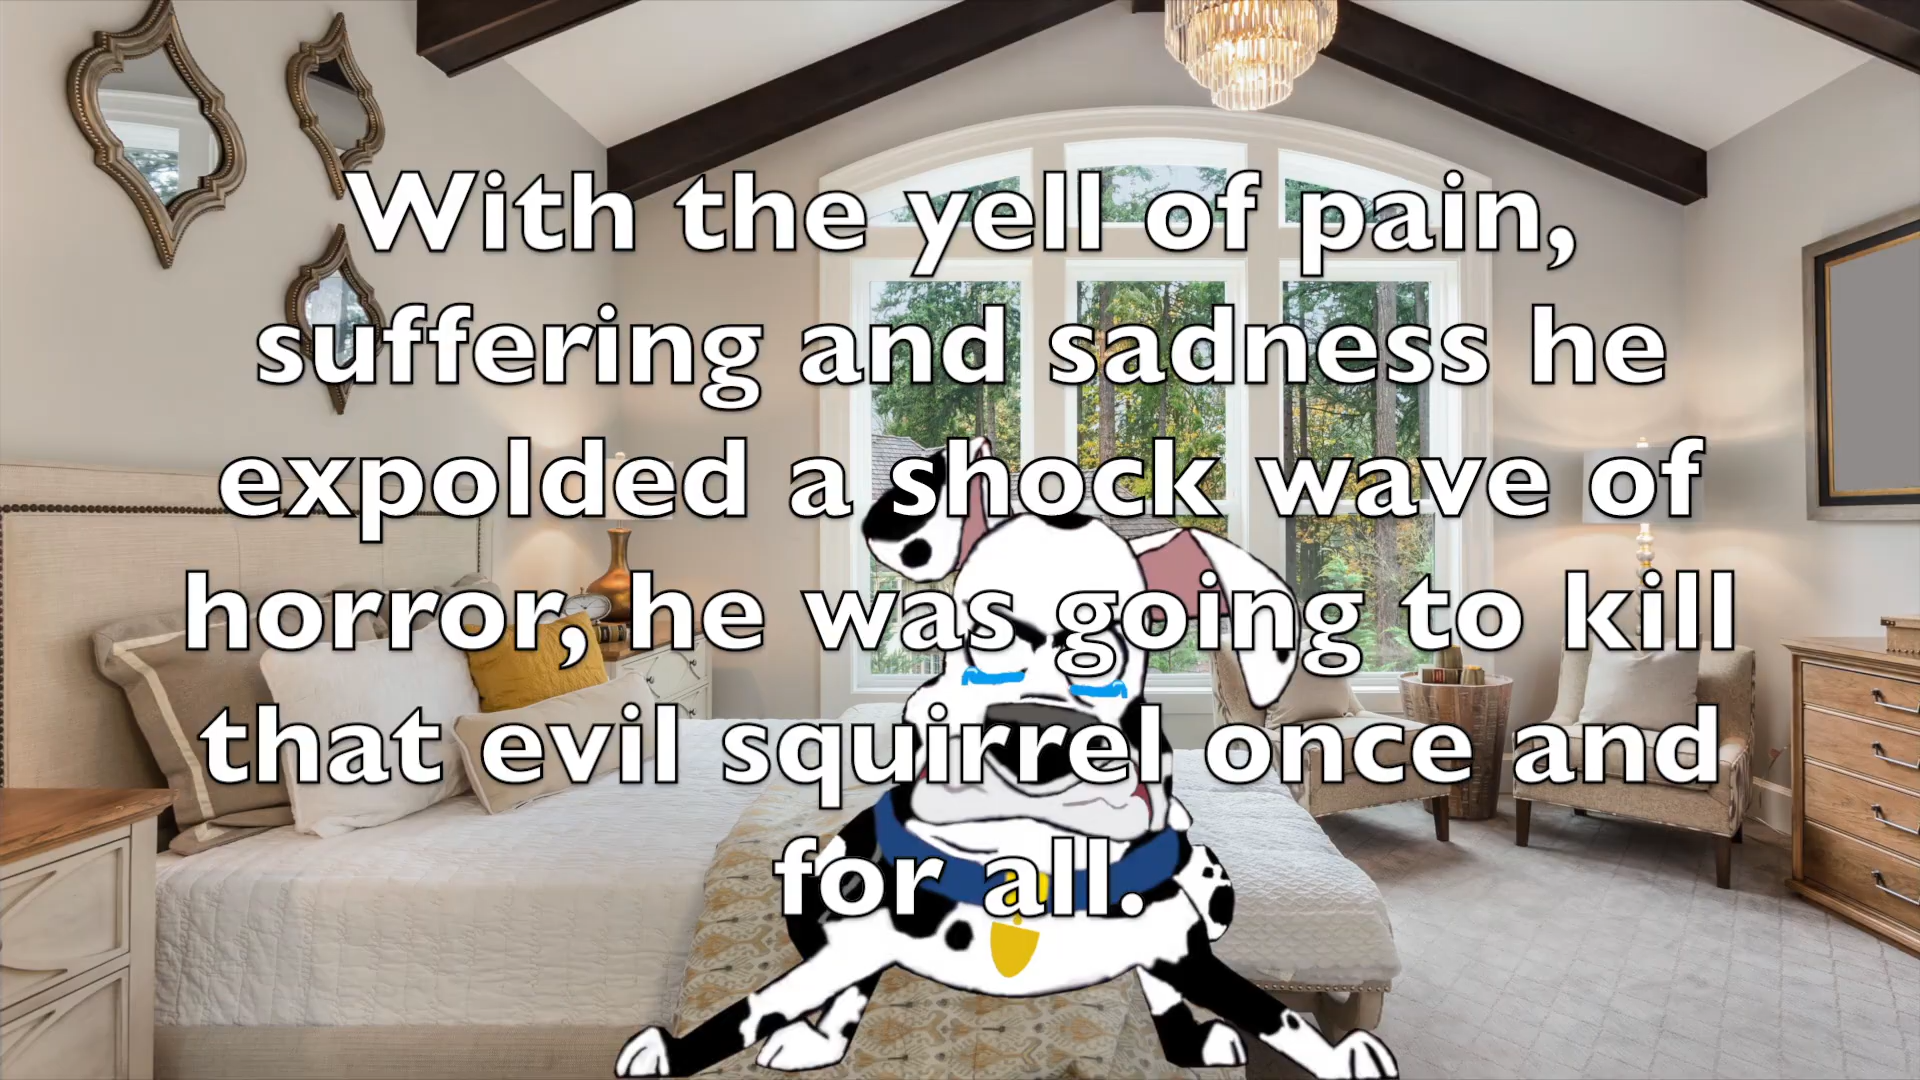 With the yell of pain,
suffering and sadness he
expolded a shock wave of
horror, he was going to kill
that evil squirrel once and
for all.